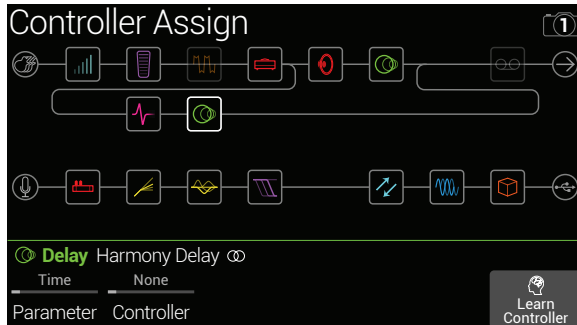 Controller Assign
1
Delay Harmony Delay
Time None
Parameter Controller
Learn
Controller